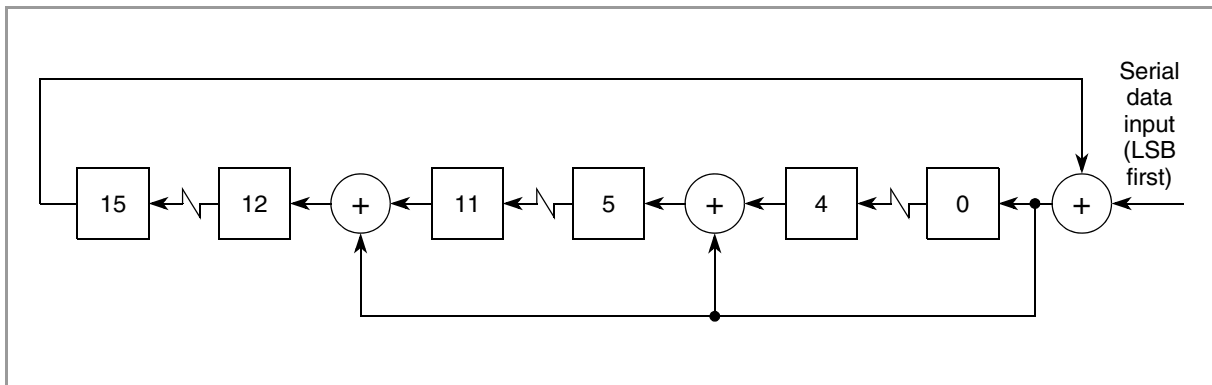 Serial
data
input
(LSB
first)
15
12
+
11
5
+
4
0
+